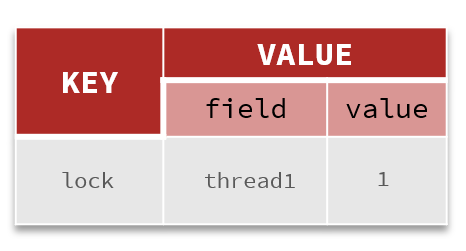 KEY
VALUE
field
value
lock
thread1
1